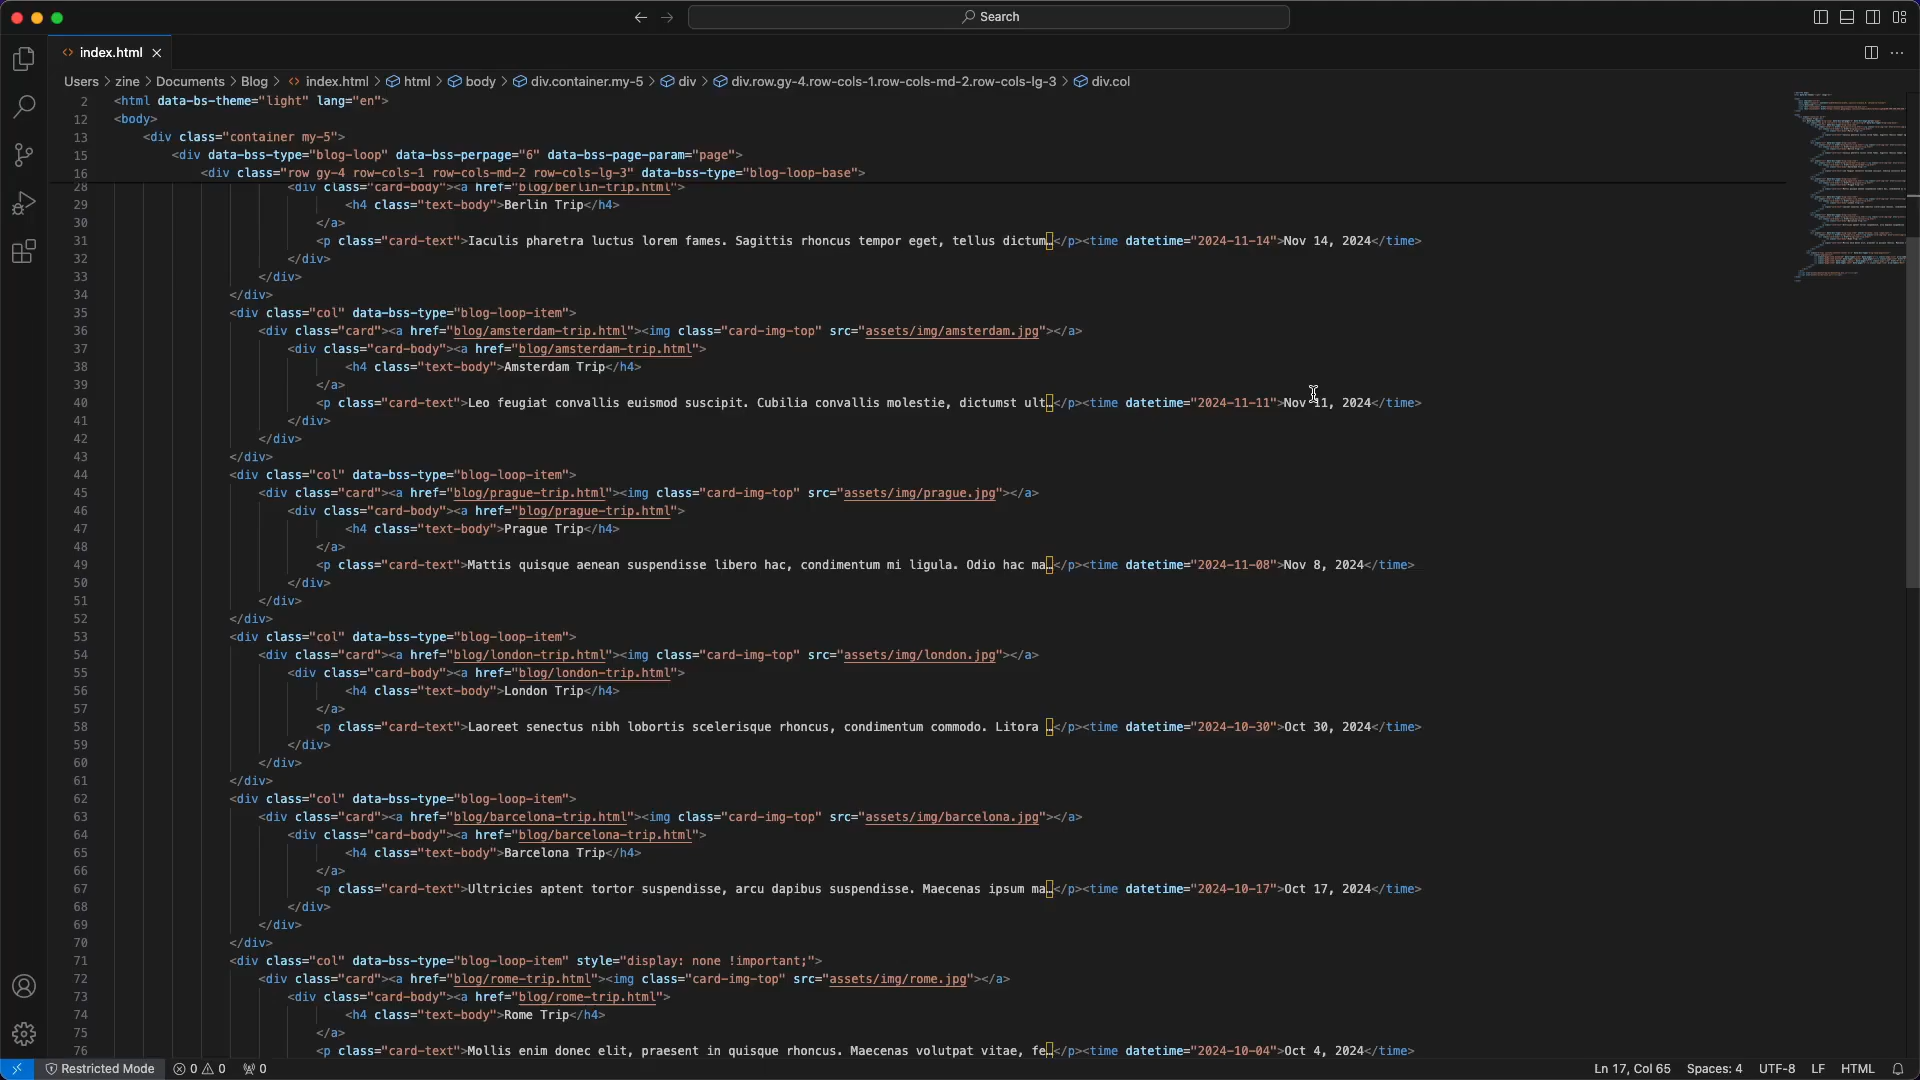 Search
index.html
Users > zine > Documents > Blog > index.html > html > body > div.container.my-5 > div > div.row.gy-4.row-cols-1.row-cols-md-2.row-cols-lg-3 > div.col
2 <html data-bs-theme="light" lang="en">
12 <body>
13 <div class="container my-5">
15 <div data-bss-type="blog-loop" data-bss-perpage="6" data-bss-page-param="page">
16 <div class="row gy-4 row-cols-1 row-cols-md-2 row-cols-lg-3" data-bss-type="blog-loop-base">
28 <div class="card-body"><a href="blog/berlin-trip.html">
29 <h4 class="text-body">Berlin Trip</h4>
30 </a>
31 <p class="card-text">Iaculis pharetra luctus lorem fames. Sagittis rhoncus tempor eget, tellus dictum…</p><time datetime="2024-11-14">Nov 14, 2024</time>
32 </div>
33 </div>
34 </div>
35 <div class="col" data-bss-type="blog-loop-item">
36 <div class="card"><a href="blog/amsterdam-trip.html"><img class="card-img-top" src="assets/img/amsterdam.jpg"></a>
37 <div class="card-body"><a href="blog/amsterdam-trip.html">
38 <h4 class="text-body">Amsterdam Trip</h4>
39 </a>
40 <p class="card-text">Leo feugiat convallis euismod suscipit. Cubilia convallis molestie, dictumst ult…</p><time datetime="2024-11-11">Nov 11, 2024</time>
41 </div>
42 </div>
43 </div>
44 <div class="col" data-bss-type="blog-loop-item">
45 <div class="card"><a href="blog/prague-trip.html"><img class="card-img-top" src="assets/img/prague.jpg"></a>
46 <div class="card-body"><a href="blog/prague-trip.html">
47 <h4 class="text-body">Prague Trip</h4>
48 </a>
49 <p class="card-text">Mattis quisque aenean suspendisse libero hac, condimentum mi ligula. Odio hac ma…</p><time datetime="2024-11-08">Nov 8, 2024</time>
50 </div>
51 </div>
52 </div>
53 <div class="col" data-bss-type="blog-loop-item">
54 <div class="card"><a href="blog/london-trip.html"><img class="card-img-top" src="assets/img/london.jpg"></a>
55 <div class="card-body"><a href="blog/london-trip.html">
56 <h4 class="text-body">London Trip</h4>
57 </a>
58 <p class="card-text">Laoreet senectus nibh lobortis scelerisque rhoncus, condimentum commodo. Litora …</p><time datetime="2024-10-30">Oct 30, 2024</time>
59 </div>
60 </div>
61 </div>
62 <div class="col" data-bss-type="blog-loop-item">
63 <div class="card"><a href="blog/barcelona-trip.html"><img class="card-img-top" src="assets/img/barcelona.jpg"></a>
64 <div class="card-body"><a href="blog/barcelona-trip.html">
65 <h4 class="text-body">Barcelona Trip</h4>
66 </a>
67 <p class="card-text">Ultricies aptent tortor suspendisse, arcu dapibus suspendisse. Maecenas ipsum ma…</p><time datetime="2024-10-17">Oct 17, 2024</time>
68 </div>
69 </div>
70 </div>
71 <div class="col" data-bss-type="blog-loop-item" style="display: none !important;">
72 <div class="card"><a href="blog/rome-trip.html"><img class="card-img-top" src="assets/img/rome.jpg"></a>
73 <div class="card-body"><a href="blog/rome-trip.html">
74 <h4 class="text-body">Rome Trip</h4>
75 </a>
76 <p class="card-text">Mollis enim donec elit, praesent in quisque rhoncus. Maecenas volutpat vitae, fe…</p><time datetime="2024-10-04">Oct 4, 2024</time>
Restricted Mode 0 0 0 Ln 17, Col 65 Spaces: 4 UTF-8 LF HTML